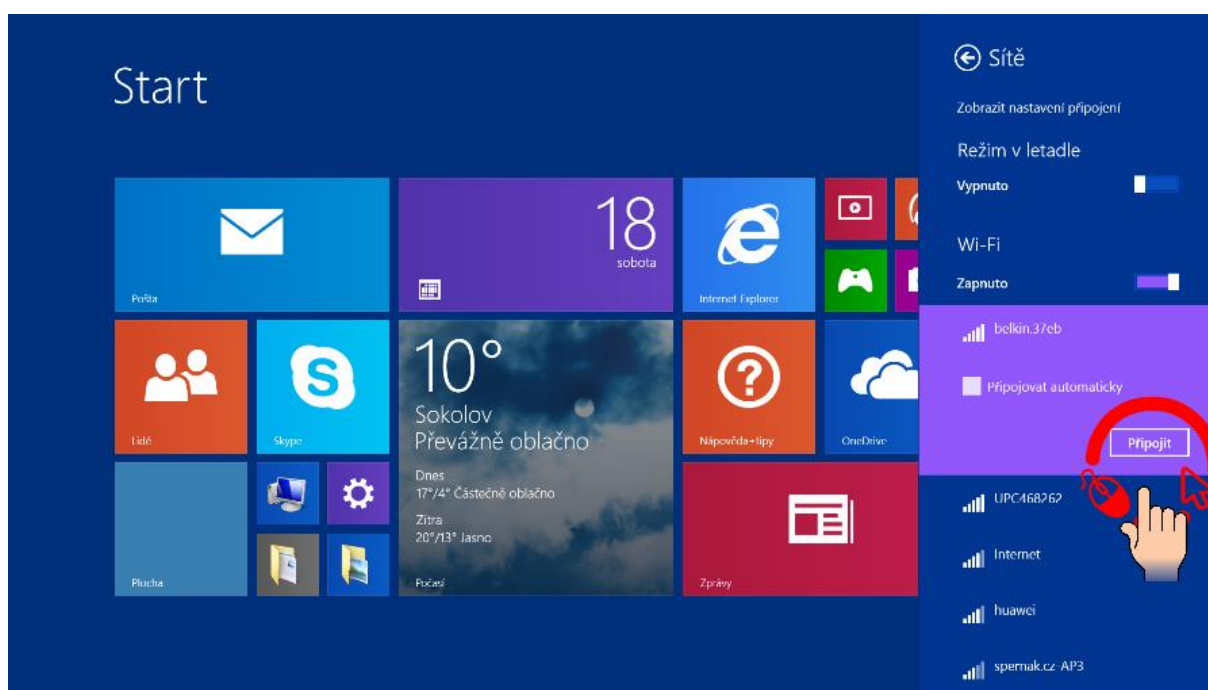 Start
Pošta
18
sobota
Internet Explorer
Lidé
Skype
10°
Sokolov
Převážně oblačno
Dnes
17°/4° Částečně oblačno
Zítra
20°/13° Jasno
Počasí
Nápověda+tipy
OneDrive
Plocha
Zprávy
Sítě
Zobrazit nastavení připojení
Režim v letadle
Vypnuto
Wi-Fi
Zapnuto
belkin.37eb
Připojovat automaticky
Připojit
UPC468262
Internet
huawei
spernak.cz-AP3